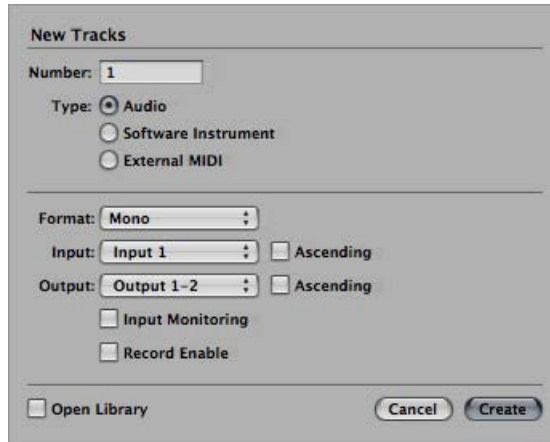 New Tracks
Number: 1
Type: Audio
Software Instrument
External MIDI
Format: Mono
Input: Input 1 Ascending
Output: Output 1-2 Ascending
Input Monitoring
Record Enable
Open Library Cancel Create